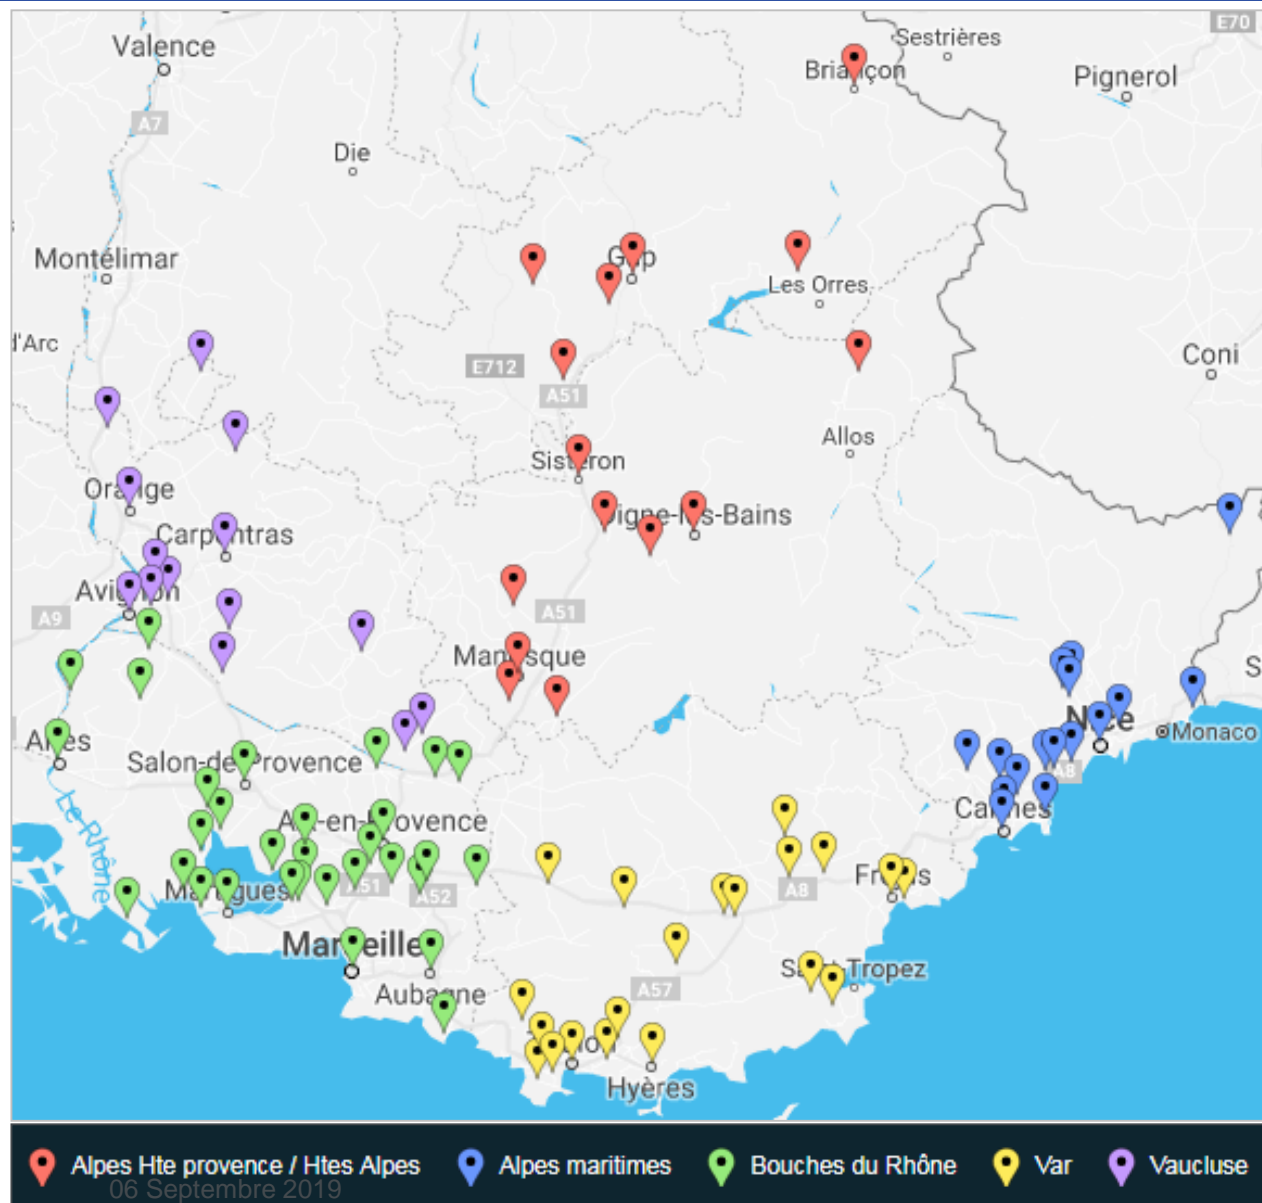 Sestrières
E70
Valence
Briançon
Pignerol
A7
Die
Montélimar
Gap
Les Orres
d'Arc
E712
Coni
A51
Allos
Sisteron
Orange
Digne-les-Bains
Carpentras
Avignon
A9
A51
Manosque
S
Nice
Monaco
Arles
Salon-de-Provence
A8
Le Rhône
Aix-en-Provence
Cannes
Martigues
A51
A52
A8
Fréjus
Marseille
Saint-Tropez
Aubagne
A57
Toulon
Hyères
Alpes Hte provence / Htes Alpes
Alpes maritimes
Bouches du Rhône
Var
Vaucluse
06 Septembre 2019